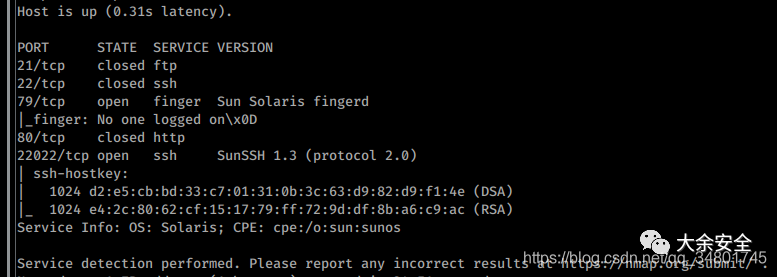 Host is up (0.31s latency).
PORT STATE SERVICE VERSION
21/tcp closed ftp
22/tcp closed ssh
79/tcp open finger Sun Solaris fingerd
|_finger: No one logged on\x0D
80/tcp closed http
22022/tcp open ssh SunSSH 1.3 (protocol 2.0)
| ssh-hostkey:
| 1024 d2:e5:cb:bd:33:c7:01:31:0b:3c:63:d9:82:d9:f1:4e (DSA)
|_ 1024 e4:2c:80:62:cf:15:17:79:ff:72:9d:df:8b:a6:c9:ac (RSA)
Service Info: OS: Solaris; CPE: cpe:/o:sun:sunos
大余安全
Service detection performed. Please report any incorrect results at https://nmap.org/submit/
https://blog.csdn.net/qq_34801745